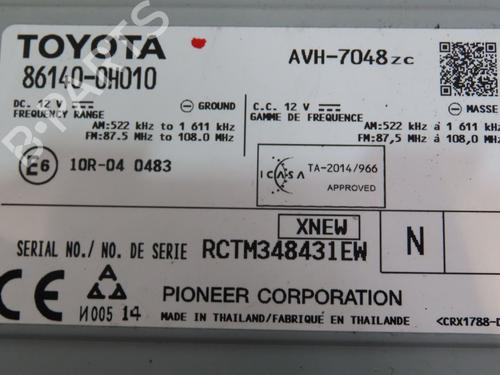 TOYOTA
86140-0H010
AVH-7048zc
DC. 12 V
GROUND
C.C. 12 V
MASSE
FREQUENCY RANGE
GAMME DE FREQUENCE
AM:522 kHz to 1 611 kHz
FM:87.5 MHz to 108.0 MHz
AM:522 kHz à 1 611 kHz
FM:87,5 MHz à 108,0 MHz
E6 10R-04 0483
ICASA
TA-2014/966
APPROVED
XNEW
SERIAL NO./ NO. DE SERIE RCTM348431EW
N
CE
И005 14
PIONEER CORPORATION
MADE IN THAILAND/FABRIQUÉ EN THAILANDE
<CRX1788-
B-PARTS